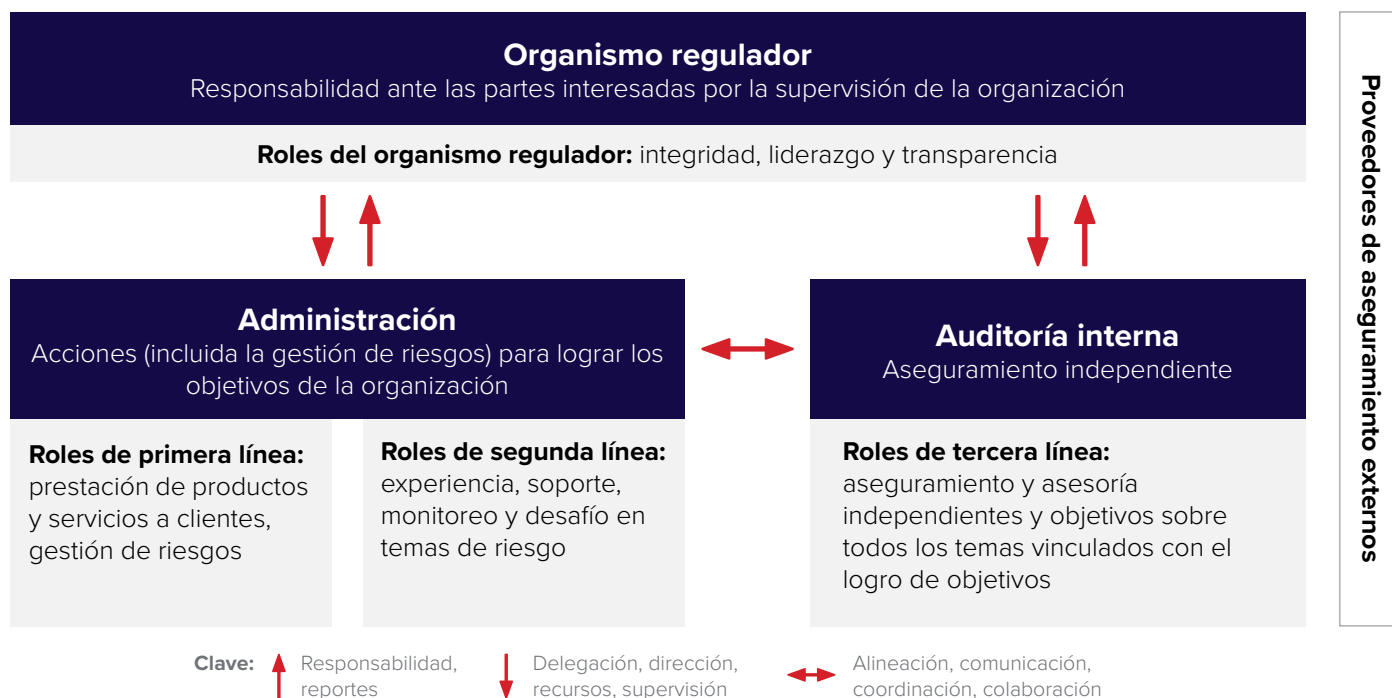 Organismo regulador
Responsabilidad ante las partes interesadas por la supervisión de la organización
Roles del organismo regulador: integridad, liderazgo y transparencia
Administración
Acciones (incluida la gestión de riesgos) para lograr los
objetivos de la organización
Roles de primera línea:
prestación de productos
y servicios a clientes,
gestión de riesgos
Roles de segunda línea:
experiencia, soporte,
monitoreo y desafío en
temas de riesgo
Auditoría interna
Aseguramiento independiente
Roles de tercera línea:
aseguramiento y asesoría
independientes y objetivos sobre
todos los temas vinculados con el
logro de objetivos
Proveedores de aseguramiento externos
Clave:
Responsabilidad,
reportes
Delegación, dirección,
recursos, supervisión
Alineación, comunicación,
coordinación, colaboración